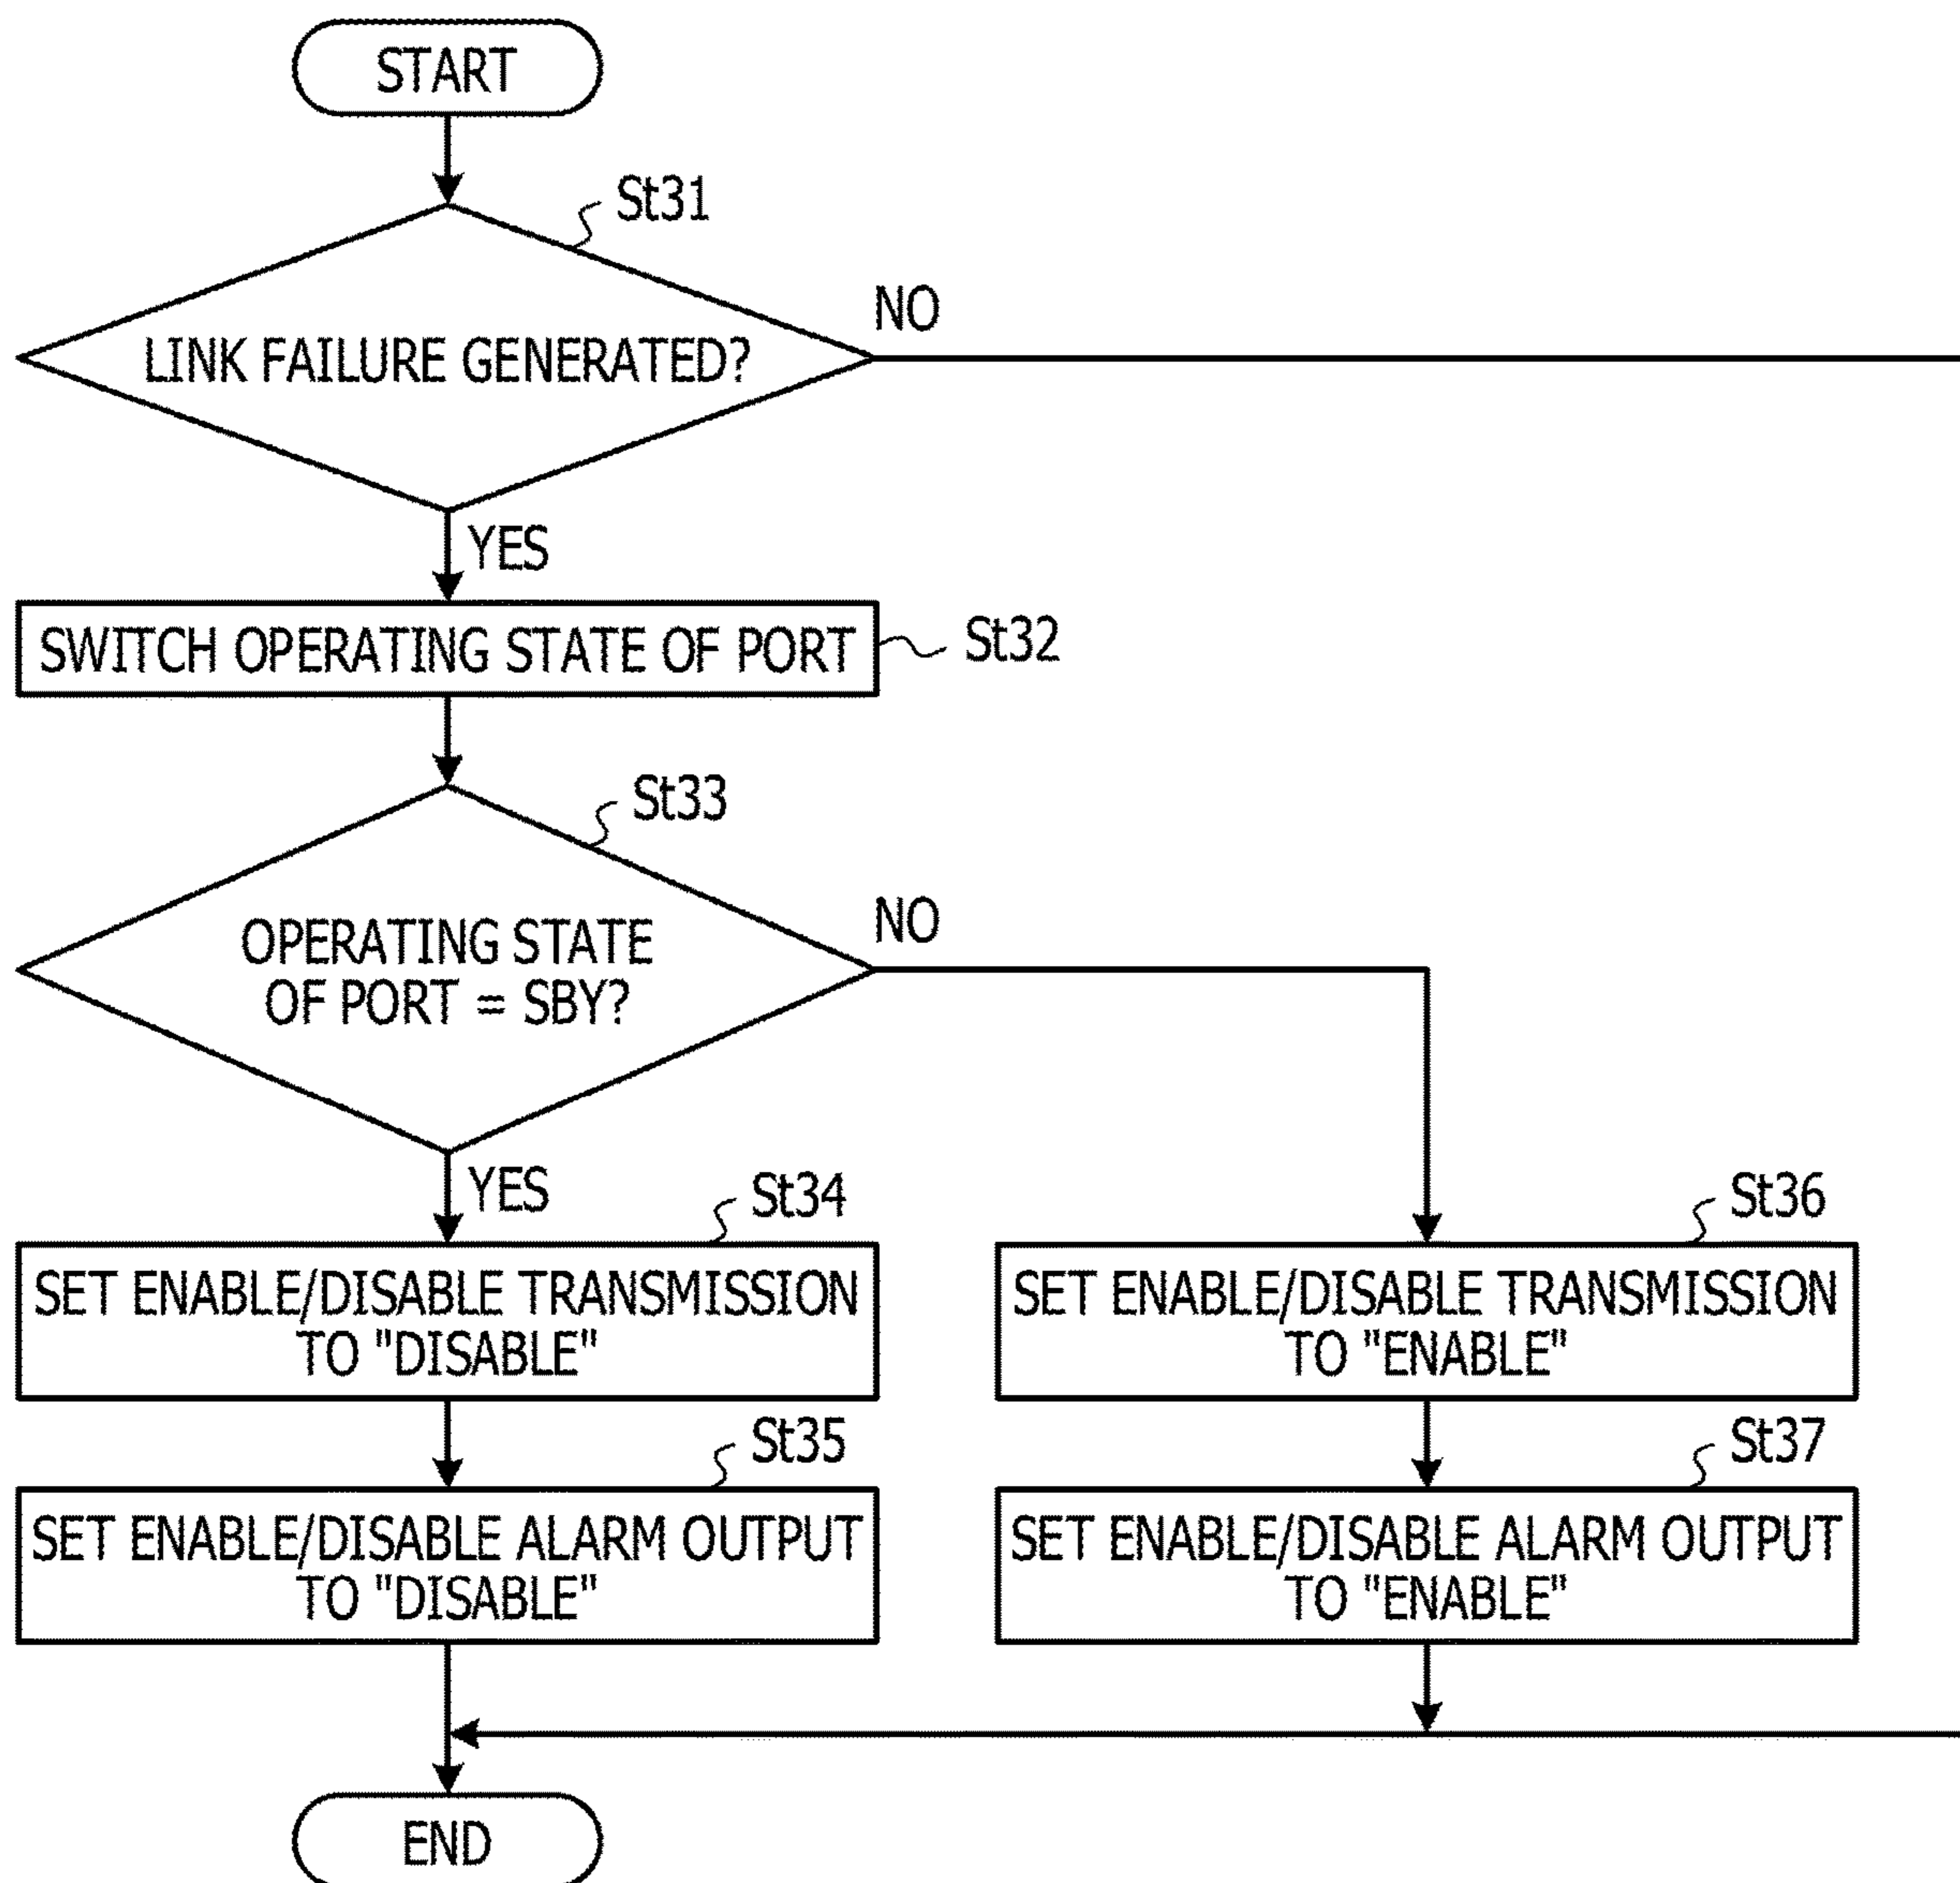 START
St31
LINK FAILURE GENERATED?
NO
YES
SWITCH OPERATING STATE OF PORT
St32
St33
OPERATING STATE
OF PORT = SBY?
NO
YES
St34
SET ENABLE/DISABLE TRANSMISSION
TO "DISABLE"
St36
SET ENABLE/DISABLE TRANSMISSION
TO "ENABLE"
St35
SET ENABLE/DISABLE ALARM OUTPUT
TO "DISABLE"
St37
SET ENABLE/DISABLE ALARM OUTPUT
TO "ENABLE"
END